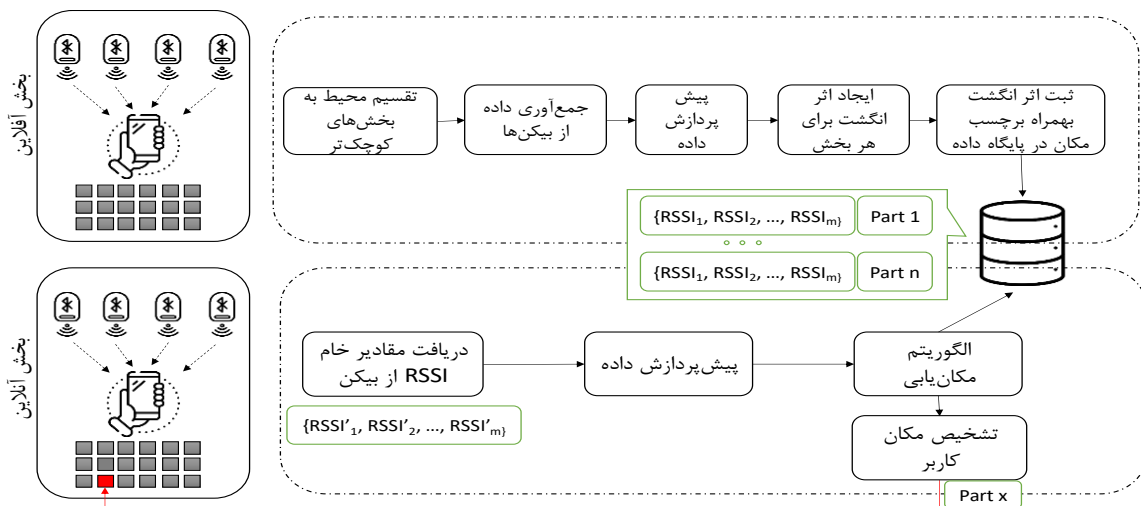 بخش آفلاین
تقسیم محیط به
بخش‌های
کوچک‌تر
جمع‌آوری داده
از بیکن‌ها
پیش
پردازش
داده
ایجاد اثر
انگشت برای
هر بخش
ثبت اثر انگشت
بهمراه برچسب
مکان در پایگاه داده
{RSSI₁, RSSI₂, ..., RSSIₘ} Part 1
{RSSI₁, RSSI₂, ..., RSSIₘ} Part n
بخش آنلاین
دریافت مقادیر خام
RSSI از بیکن
{RSSI’₁, RSSI’₂, ..., RSSI’ₘ}
پیش‌پردازش داده
الگوریتم
مکان‌یابی
تشخیص مکان
کاربر
Part x